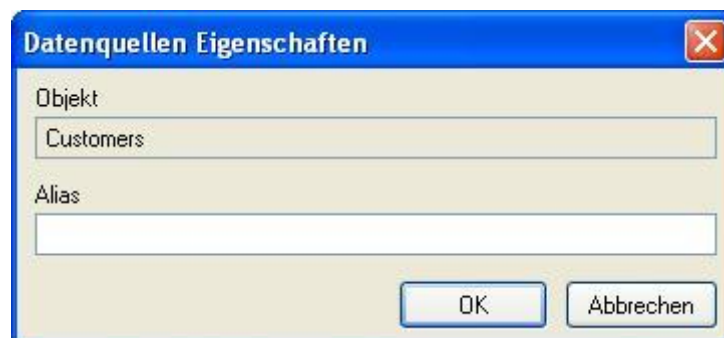 Datenquellen Eigenschaften
Objekt
Customers
Alias
OK Abbrechen